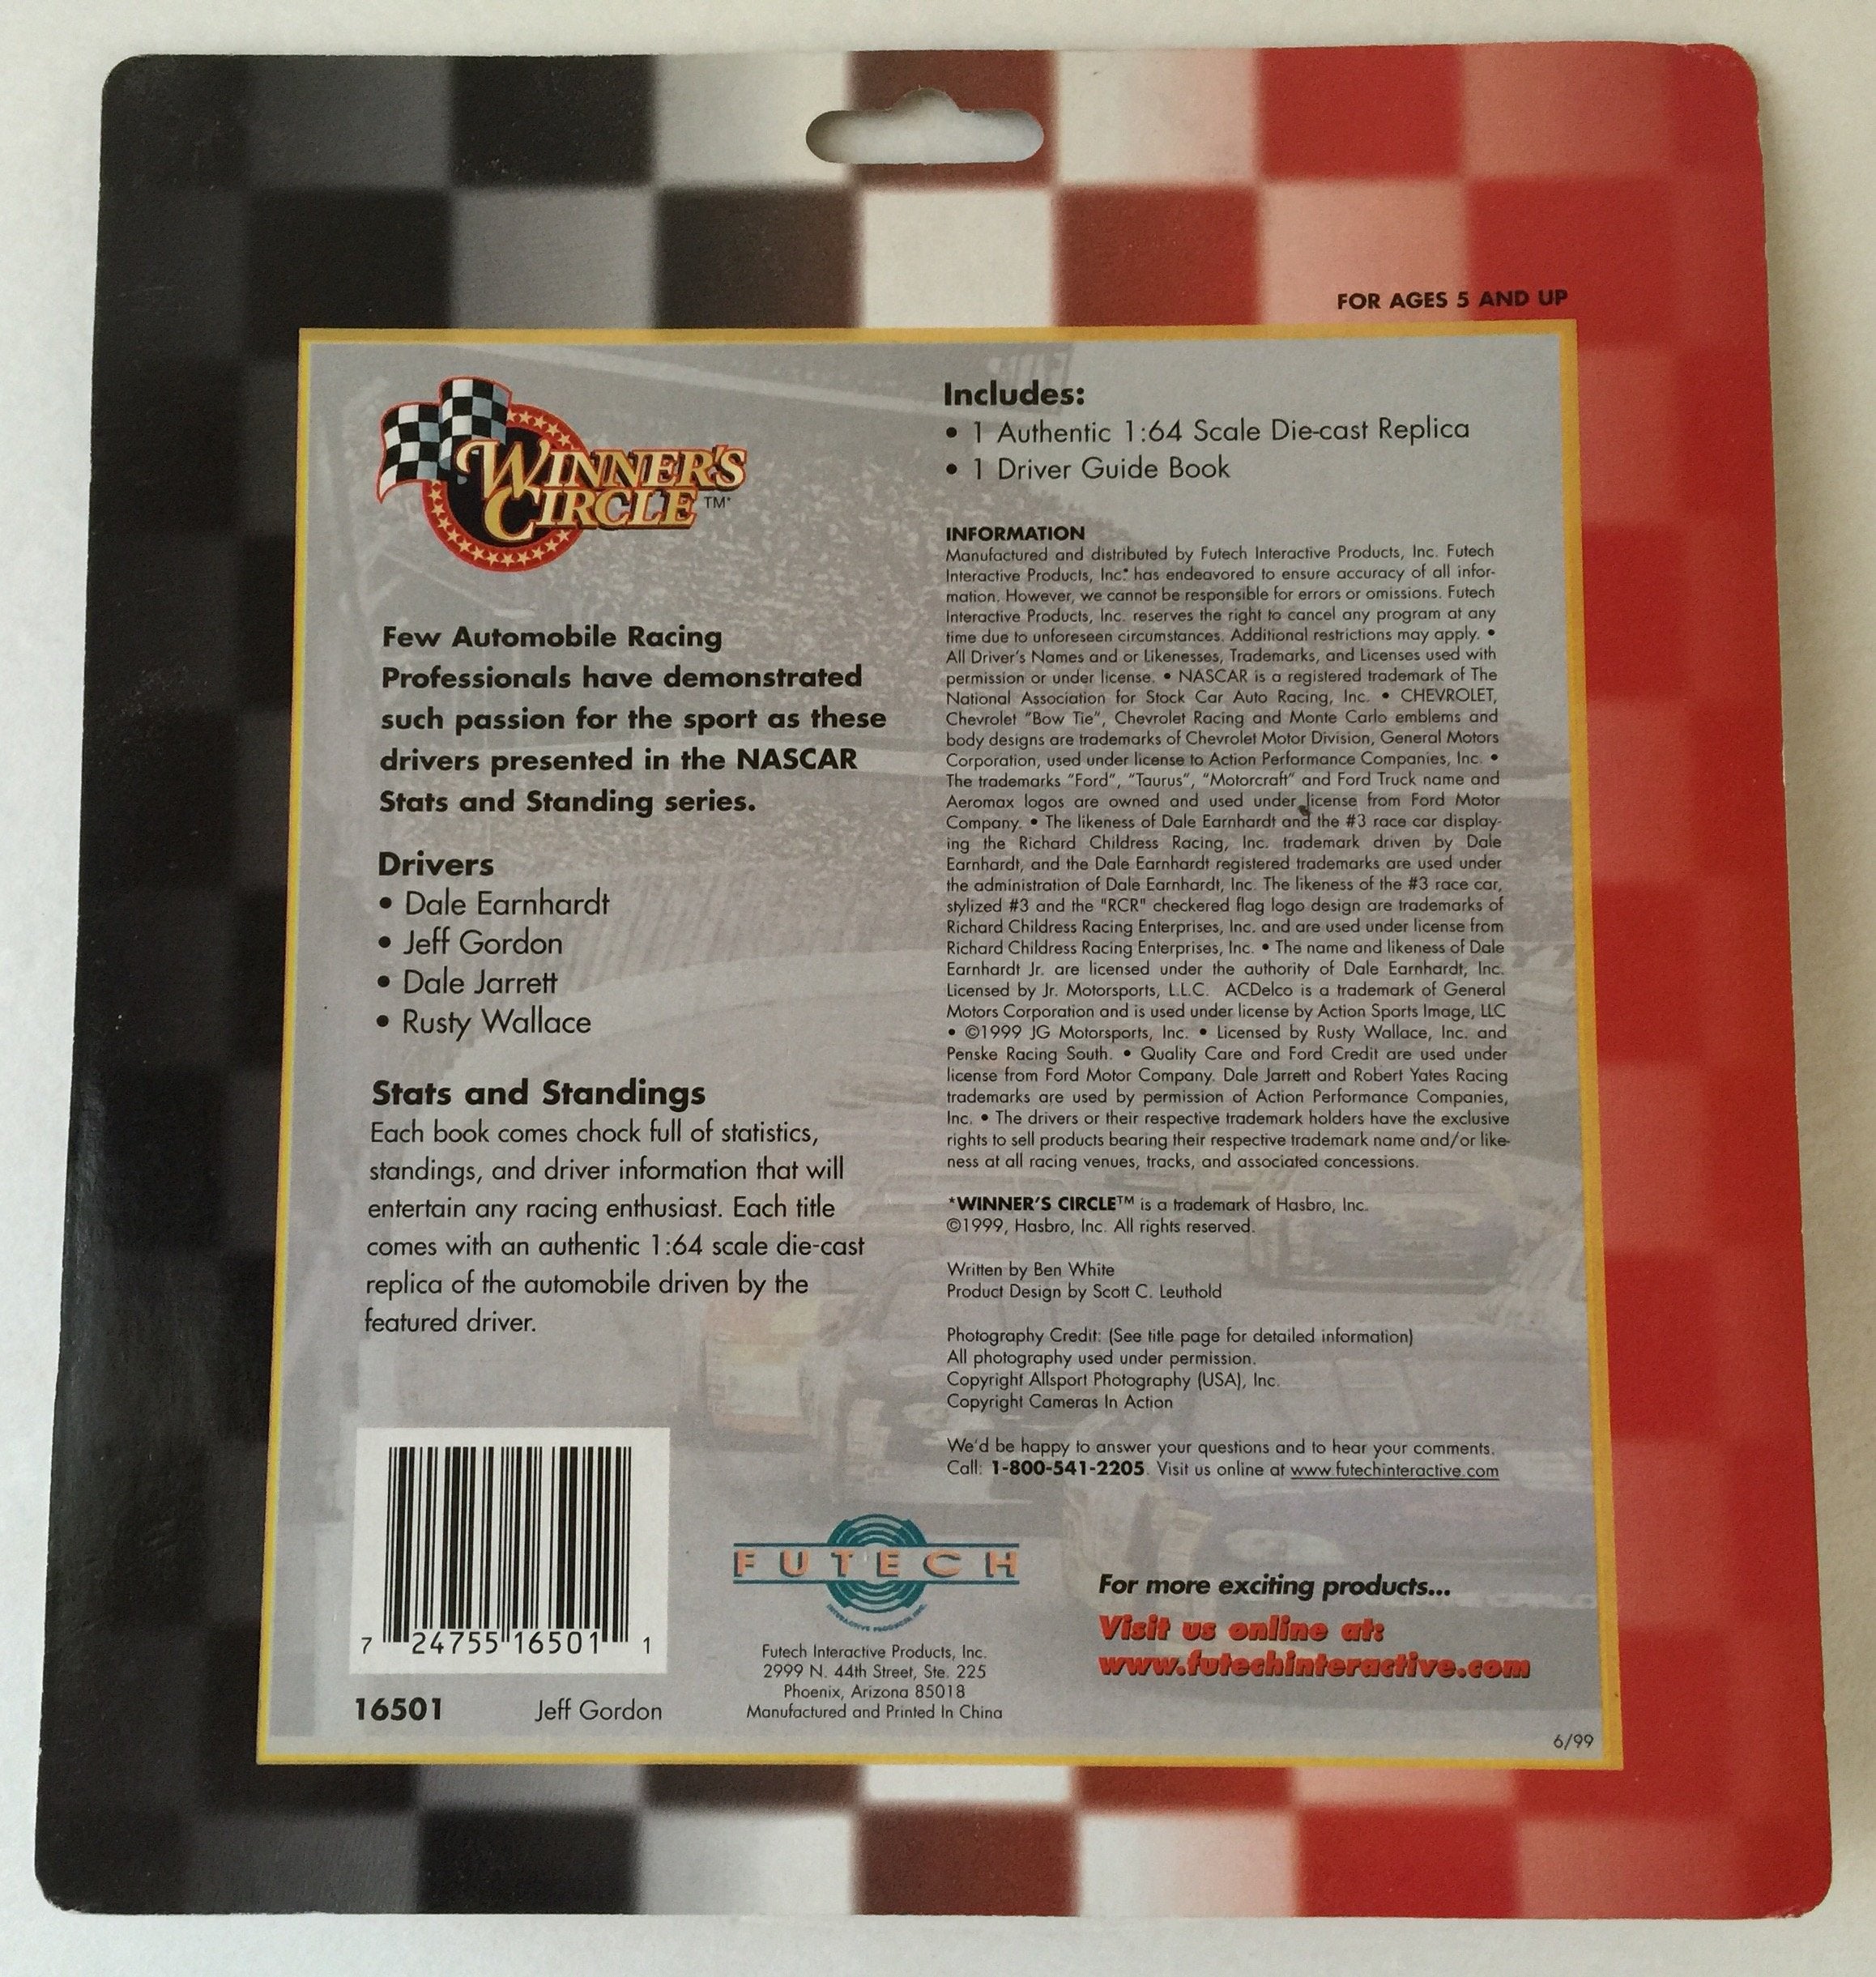 FOR AGES 5 AND UP
WINNER'S
CIRCLE™*
Few Automobile Racing
Professionals have demonstrated
such passion for the sport as these
drivers presented in the NASCAR
Stats and Standing series.
Drivers
• Dale Earnhardt
• Jeff Gordon
• Dale Jarrett
• Rusty Wallace
Stats and Standings
Each book comes chock full of statistics,
standings, and driver information that will
entertain any racing enthusiast. Each title
comes with an authentic 1:64 scale die-cast
replica of the automobile driven by the
featured driver.
Includes:
• 1 Authentic 1:64 Scale Die-cast Replica
• 1 Driver Guide Book
INFORMATION
Manufactured and distributed by Futech Interactive Products, Inc. Futech
Interactive Products, Inc.* has endeavored to ensure accuracy of all infor-
mation. However, we cannot be responsible for errors or omissions. Futech
Interactive Products, Inc. reserves the right to cancel any program at any
time due to unforeseen circumstances. Additional restrictions may apply. •
All Driver's Names and or Likenesses, Trademarks, and Licenses used with
permission or under license. • NASCAR is a registered trademark of The
National Association for Stock Car Auto Racing, Inc. • CHEVROLET,
Chevrolet "Bow Tie", Chevrolet Racing and Monte Carlo emblems and
body designs are trademarks of Chevrolet Motor Division, General Motors
Corporation, used under license to Action Performance Companies, Inc. •
The trademarks "Ford", "Taurus", "Motorcraft" and Ford Truck name and
Aeromax logos are owned and used under license from Ford Motor
Company. • The likeness of Dale Earnhardt and the #3 race car display-
ing the Richard Childress Racing, Inc. trademark driven by Dale
Earnhardt, and the Dale Earnhardt registered trademarks are used under
the administration of Dale Earnhardt, Inc. The likeness of the #3 race car,
stylized #3 and the "RCR" checkered flag logo design are trademarks of
Richard Childress Racing Enterprises, Inc. and are used under license from
Richard Childress Racing Enterprises, Inc. • The name and likeness of Dale
Earnhardt Jr. are licensed under the authority of Dale Earnhardt, Inc.
Licensed by Jr. Motorsports, L.L.C. ACDelco is a trademark of General
Motors Corporation and is used under license by Action Sports Image, LLC
• ©1999 JG Motorsports, Inc. • Licensed by Rusty Wallace, Inc. and
Penske Racing South. • Quality Care and Ford Credit are used under
license from Ford Motor Company. Dale Jarrett and Robert Yates Racing
trademarks are used by permission of Action Performance Companies,
Inc. • The drivers or their respective trademark holders have the exclusive
rights to sell products bearing their respective trademark name and/or like-
ness at all racing venues, tracks, and associated concessions.
*WINNER'S CIRCLE™ is a trademark of Hasbro, Inc.
©1999, Hasbro, Inc. All rights reserved.
Written by Ben White
Product Design by Scott C. Leuthold
Photography Credit: (See title page for detailed information)
All photography used under permission.
Copyright Allsport Photography (USA), Inc.
Copyright Cameras In Action
We'd be happy to answer your questions and to hear your comments.
Call: 1-800-541-2205. Visit us online at www.futechinteractive.com
7 24755 16501 1
16501 Jeff Gordon
FUTECH
INTERACTIVE PRODUCTS, INC.
Futech Interactive Products, Inc.
2999 N. 44th Street, Ste. 225
Phoenix, Arizona 85018
Manufactured and Printed In China
For more exciting products...
Visit us online at:
www.futechinteractive.com
6/99